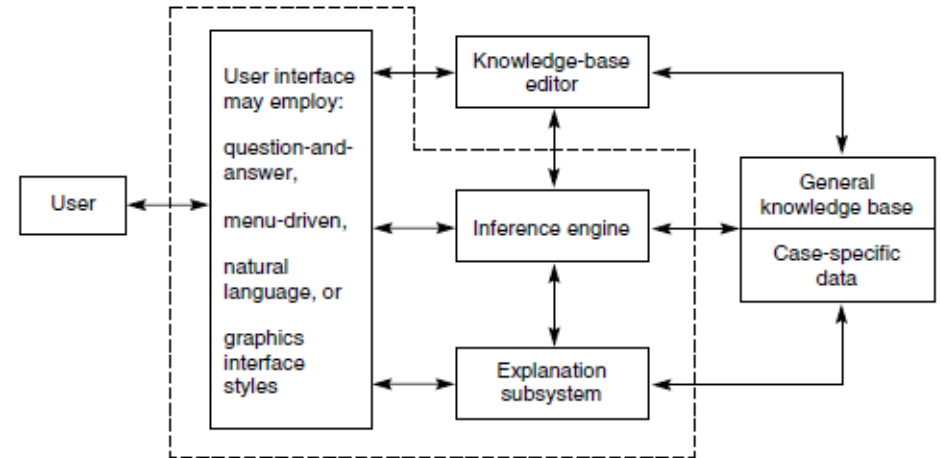 User
User interface
may employ:
question-and-
answer,
menu-driven,
natural
language, or
graphics
interface
styles
Knowledge-base
editor
Inference engine
Explanation
subsystem
General
knowledge base
Case-specific
data